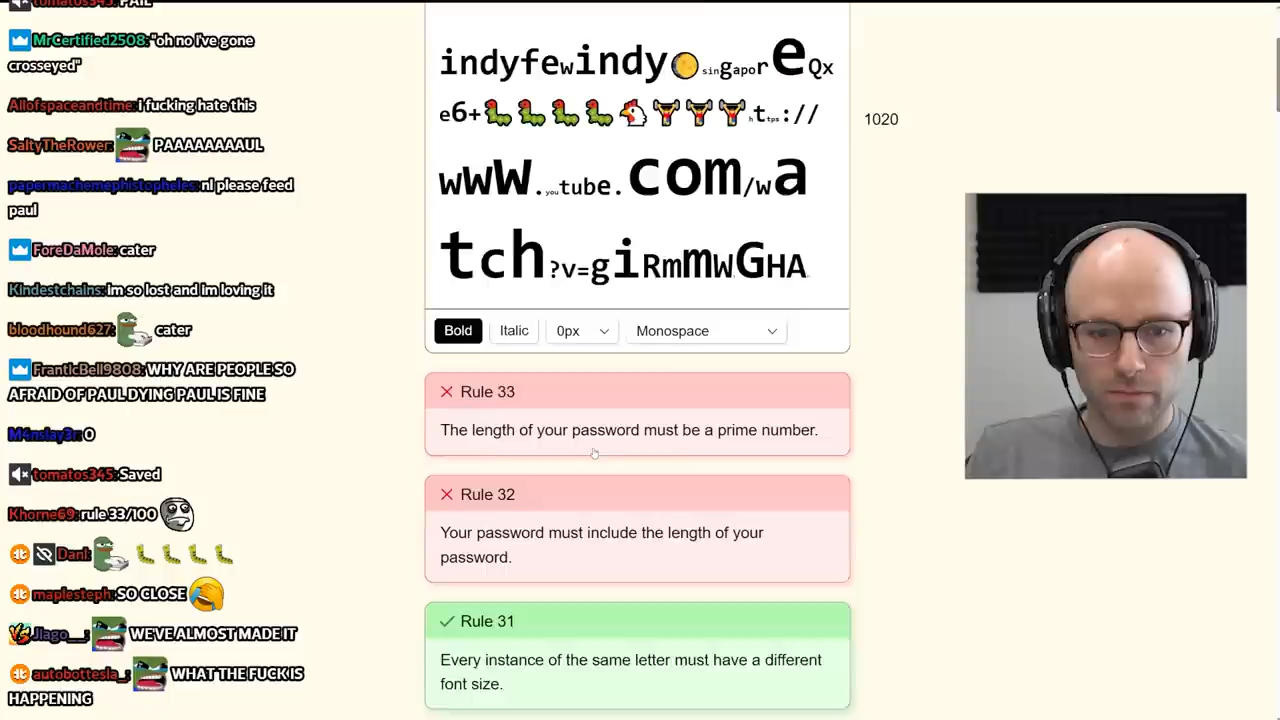 tomatos345: PAIL
MrCertified2508: "oh no i've gone
crosseyed"
Allofspaceandtime: i fucking hate this
SaltyTheRower: PAAAAAAAAUL
papermachemephistopheles: nl please feed
paul
ForeDaMole: cater
Kindestchains: im so lost and im loving it
bloodhound627: cater
FranticBell9808: WHY ARE PEOPLE SO
AFRAID OF PAUL DYING PAUL IS FINE
M4nslay3r: O
tomatos345: Saved
Khorne69: rule 33/100
Danl: 🐛 🐛 🐛 🐛
maplesteph: SO CLOSE 😂
Jlago__: WE'VE ALMOST MADE IT
autobottesla_: WHAT THE FUCK IS
HAPPENING
indyfewindy🌔singaporeQx
e6+🐛🐛🐛🐛🐔🏋️🏋️🏋️https://
www.youtube.com/wa
tch?v=giRmmWGHA
1020
Bold Italic 0px Monospace
Rule 33
The length of your password must be a prime number.
Rule 32
Your password must include the length of your
password.
Rule 31
Every instance of the same letter must have a different
font size.